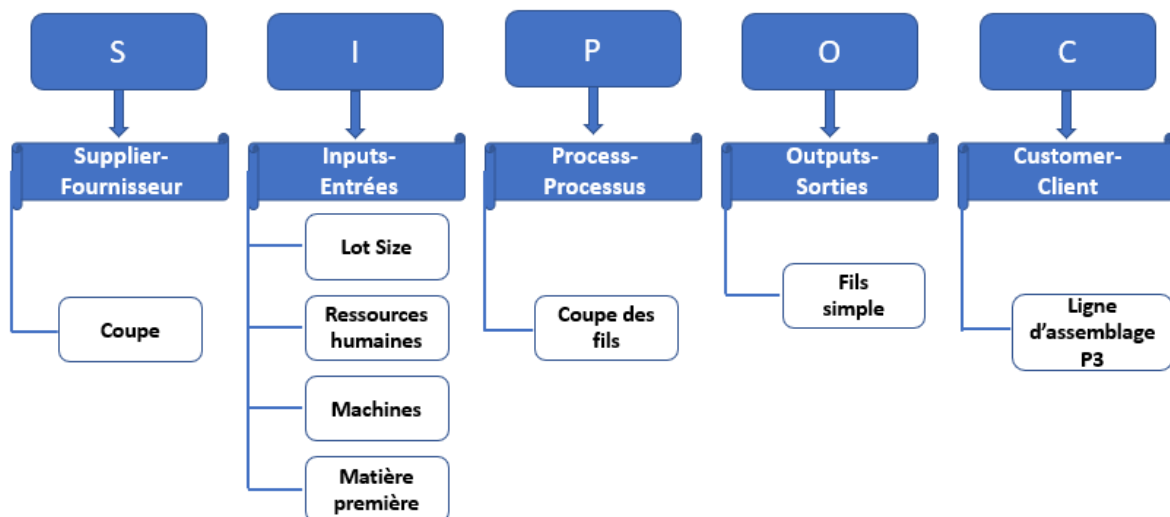 S
I
P
O
C
Supplier-
Fournisseur
Inputs-
Entrées
Process-
Processus
Outputs-
Sorties
Customer-
Client
Coupe
Lot Size
Ressources
humaines
Machines
Matière
première
Coupe des
fils
Fils
simple
Ligne
d'assemblage
P3